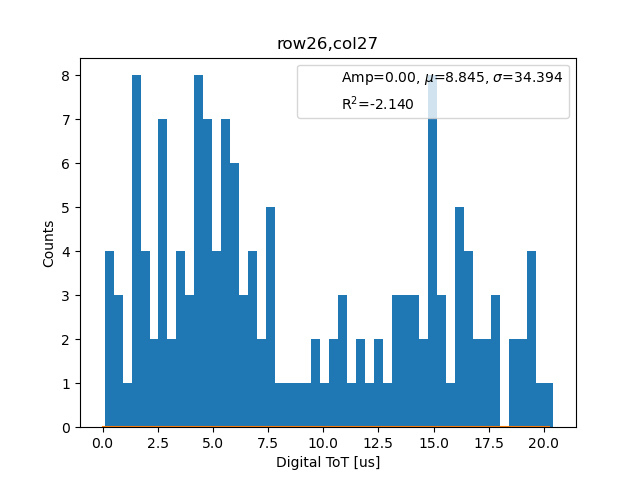 row26,col27
Amp=0.00, μ=8.845, σ=34.394
R²=-2.140
Counts
8
7
6
5
4
3
2
1
0
0.0 2.5 5.0 7.5 10.0 12.5 15.0 17.5 20.0
Digital ToT [us]